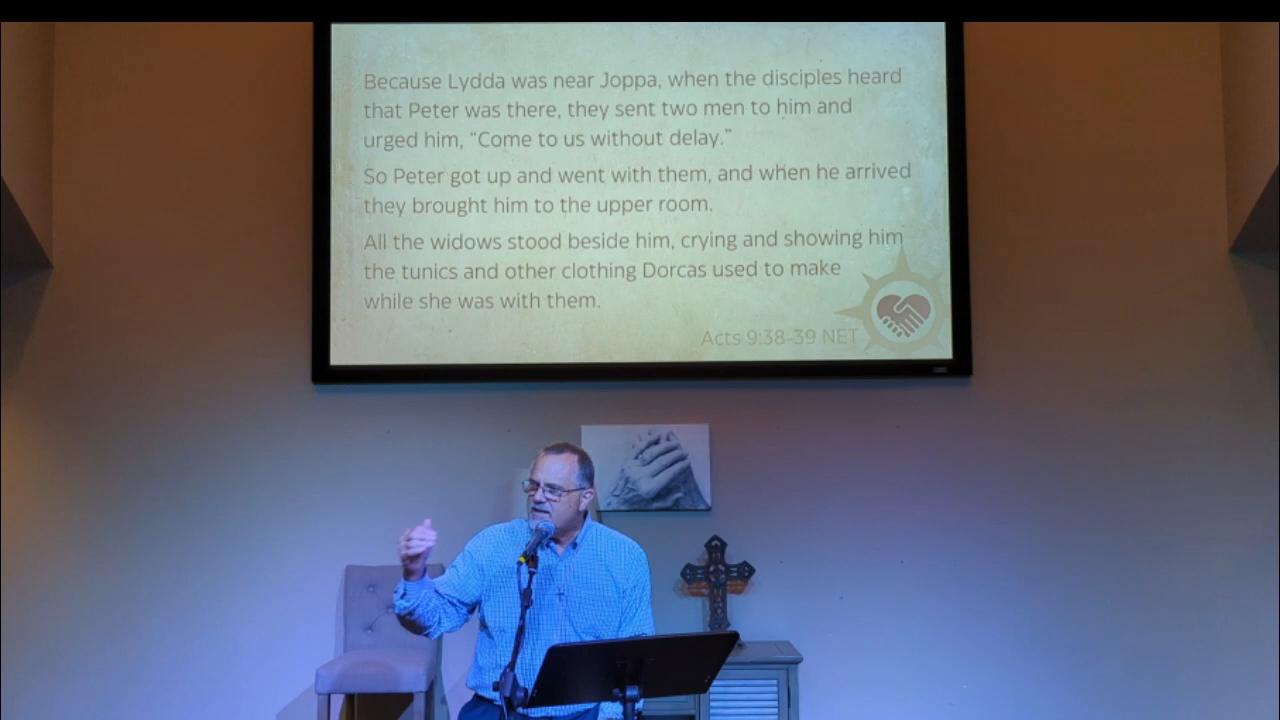 Because Lydda was near Joppa, when the disciples heard
that Peter was there, they sent two men to him and
urged him, “Come to us without delay.”
So Peter got up and went with them, and when he arrived
they brought him to the upper room.
All the widows stood beside him, crying and showing him
the tunics and other clothing Dorcas used to make
while she was with them.
Acts 9:38-39 NET